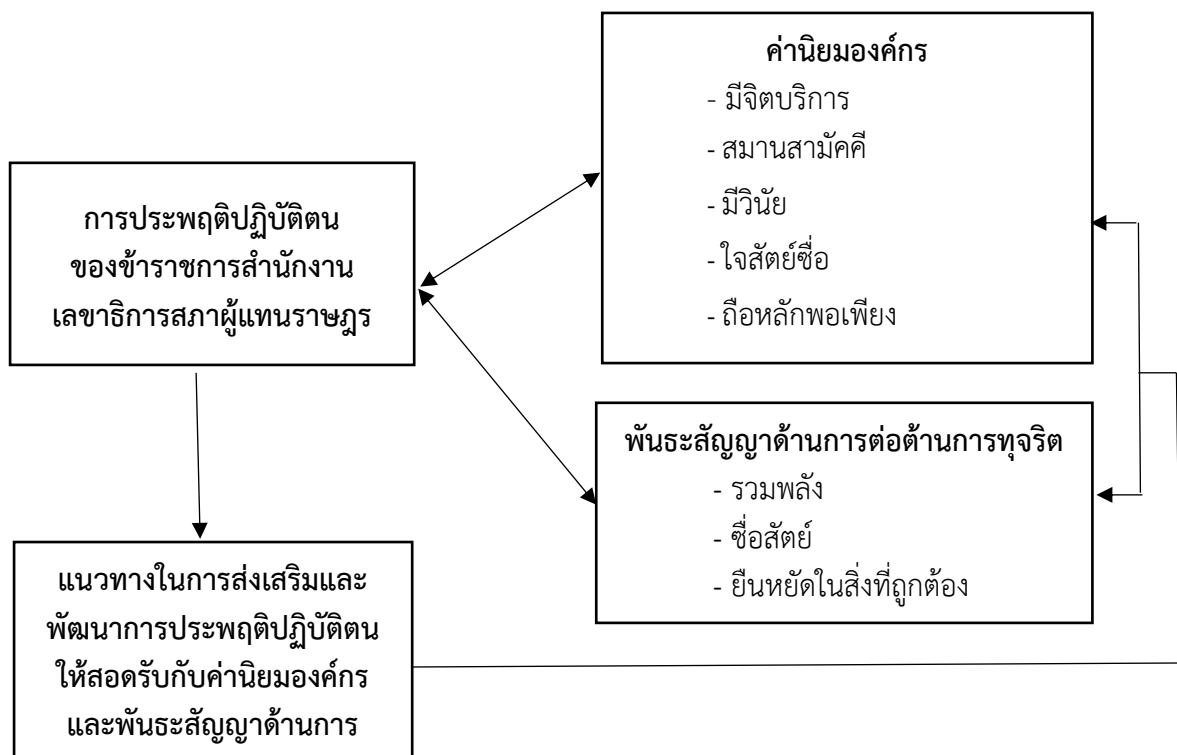 ค่านิยมองค์กร
- มีจิตบริการ
- สมานสามัคคี
- มีวินัย
- ใจสัตย์ซื่อ
- ถือหลักพอเพียง
การประพฤติปฏิบัติตน
ของข้าราชการสำนักงาน
เลขาธิการสภาผู้แทนราษฎร
พันธะสัญญาด้านการต่อต้านการทุจริต
- รวมพลัง
- ซื่อสัตย์
- ยืนหยัดในสิ่งที่ถูกต้อง
แนวทางในการส่งเสริมและ
พัฒนาการประพฤติปฏิบัติตน
ให้สอดรับกับค่านิยมองค์กร
และพันธะสัญญาด้านการ